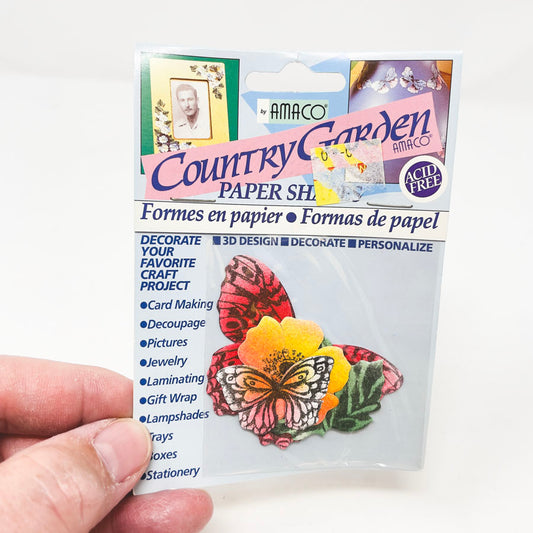 by AMACO®
Country Garden
AMACO®
PAPER SHA
ACID FREE
Formes en papier ● Formas de papel
■ 3D DESIGN ■ DECORATE ■ PERSONALIZE
DECORATE
YOUR
FAVORITE
CRAFT
PROJECT
●Card Making
●Decoupage
●Pictures
●Jewelry
●Laminating
●Gift Wrap
●Lampshades
Trays
Boxes
●Stationery